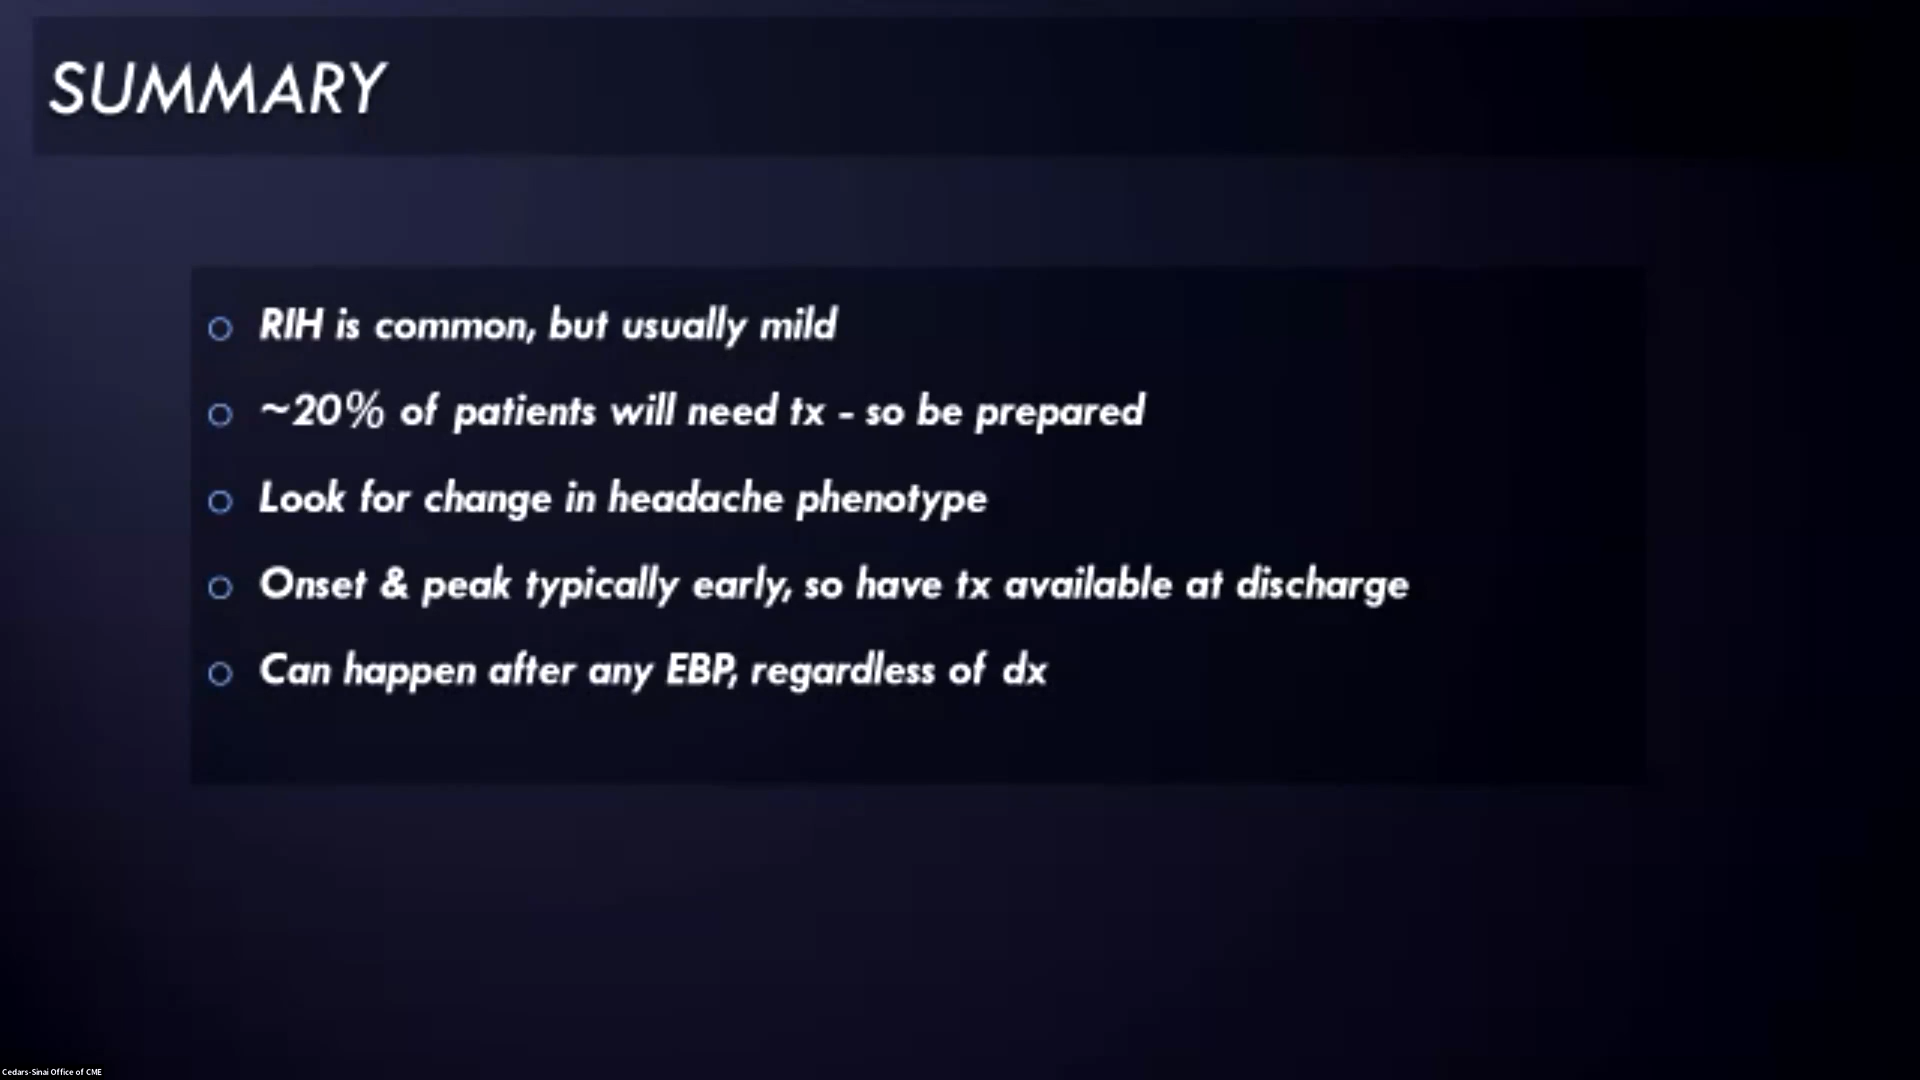 SUMMARY
RIH is common, but usually mild
~20% of patients will need tx - so be prepared
Look for change in headache phenotype
Onset & peak typically early, so have tx available at discharge
Can happen after any EBP, regardless of dx
Cedars-Sinai Office of CME